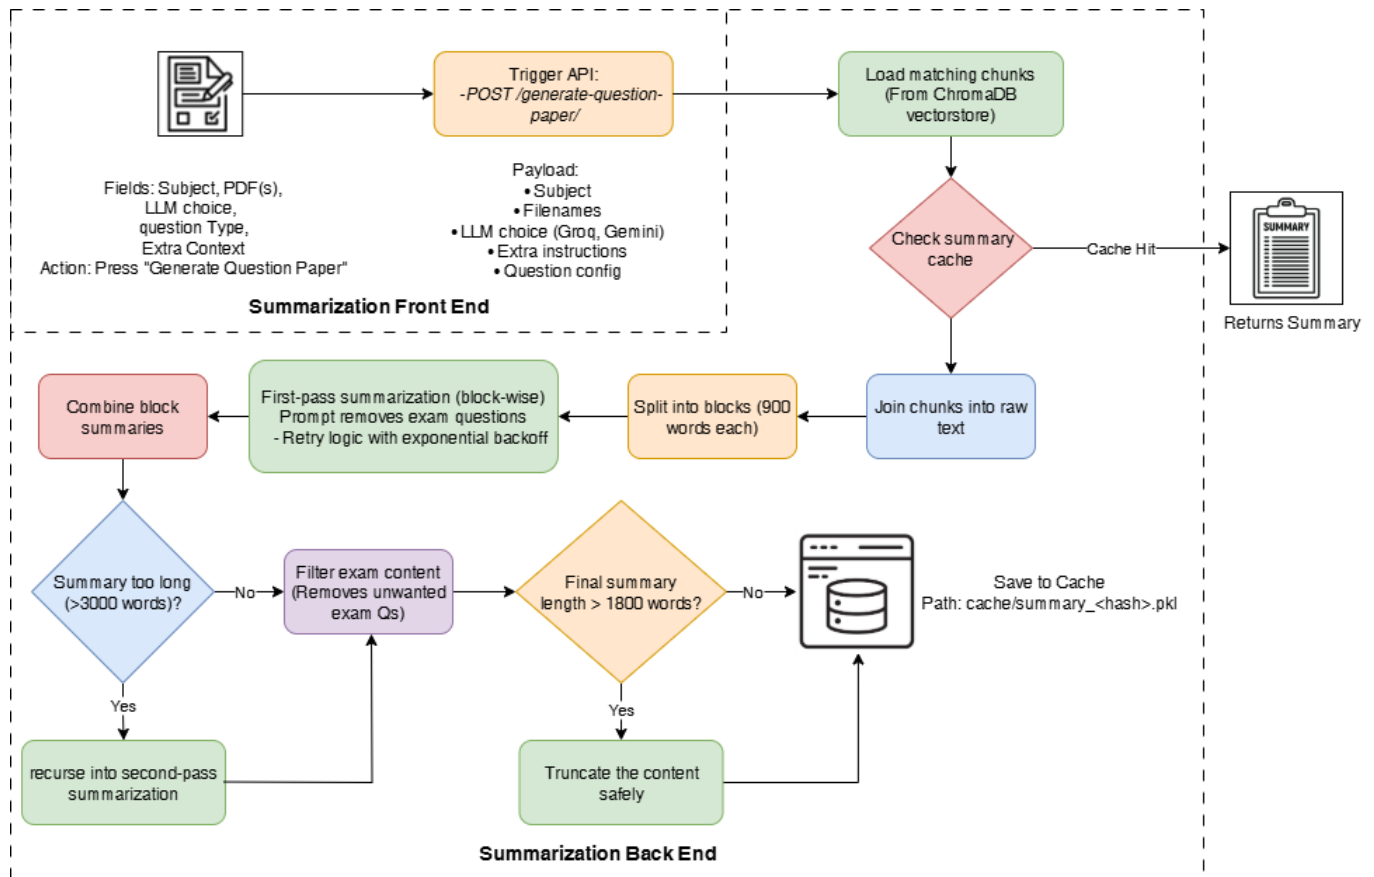 Trigger API:
-POST /generate-question-
paper/
Load matching chunks
(From ChromaDB
vectorstore)
Fields: Subject, PDF(s),
LLM choice,
question Type,
Extra Context
Action: Press "Generate Question Paper"
Payload:
• Subject
• Filenames
• LLM choice (Groq, Gemini)
• Extra instructions
• Question config
Summarization Front End
Check summary
cache
Cache Hit
SUMMARY
Returns Summary
Combine block
summaries
First-pass summarization (block-wise)
Prompt removes exam questions
- Retry logic with exponential backoff
Split into blocks (900
words each)
Join chunks into raw
text
Summary too long
(>3000 words)?
No
Filter exam content
(Removes unwanted
exam Qs)
Final summary
length > 1800 words?
No
Save to Cache
Path: cache/summary_<hash>.pkl
Yes
Yes
recurse into second-pass
summarization
Truncate the content
safely
Summarization Back End